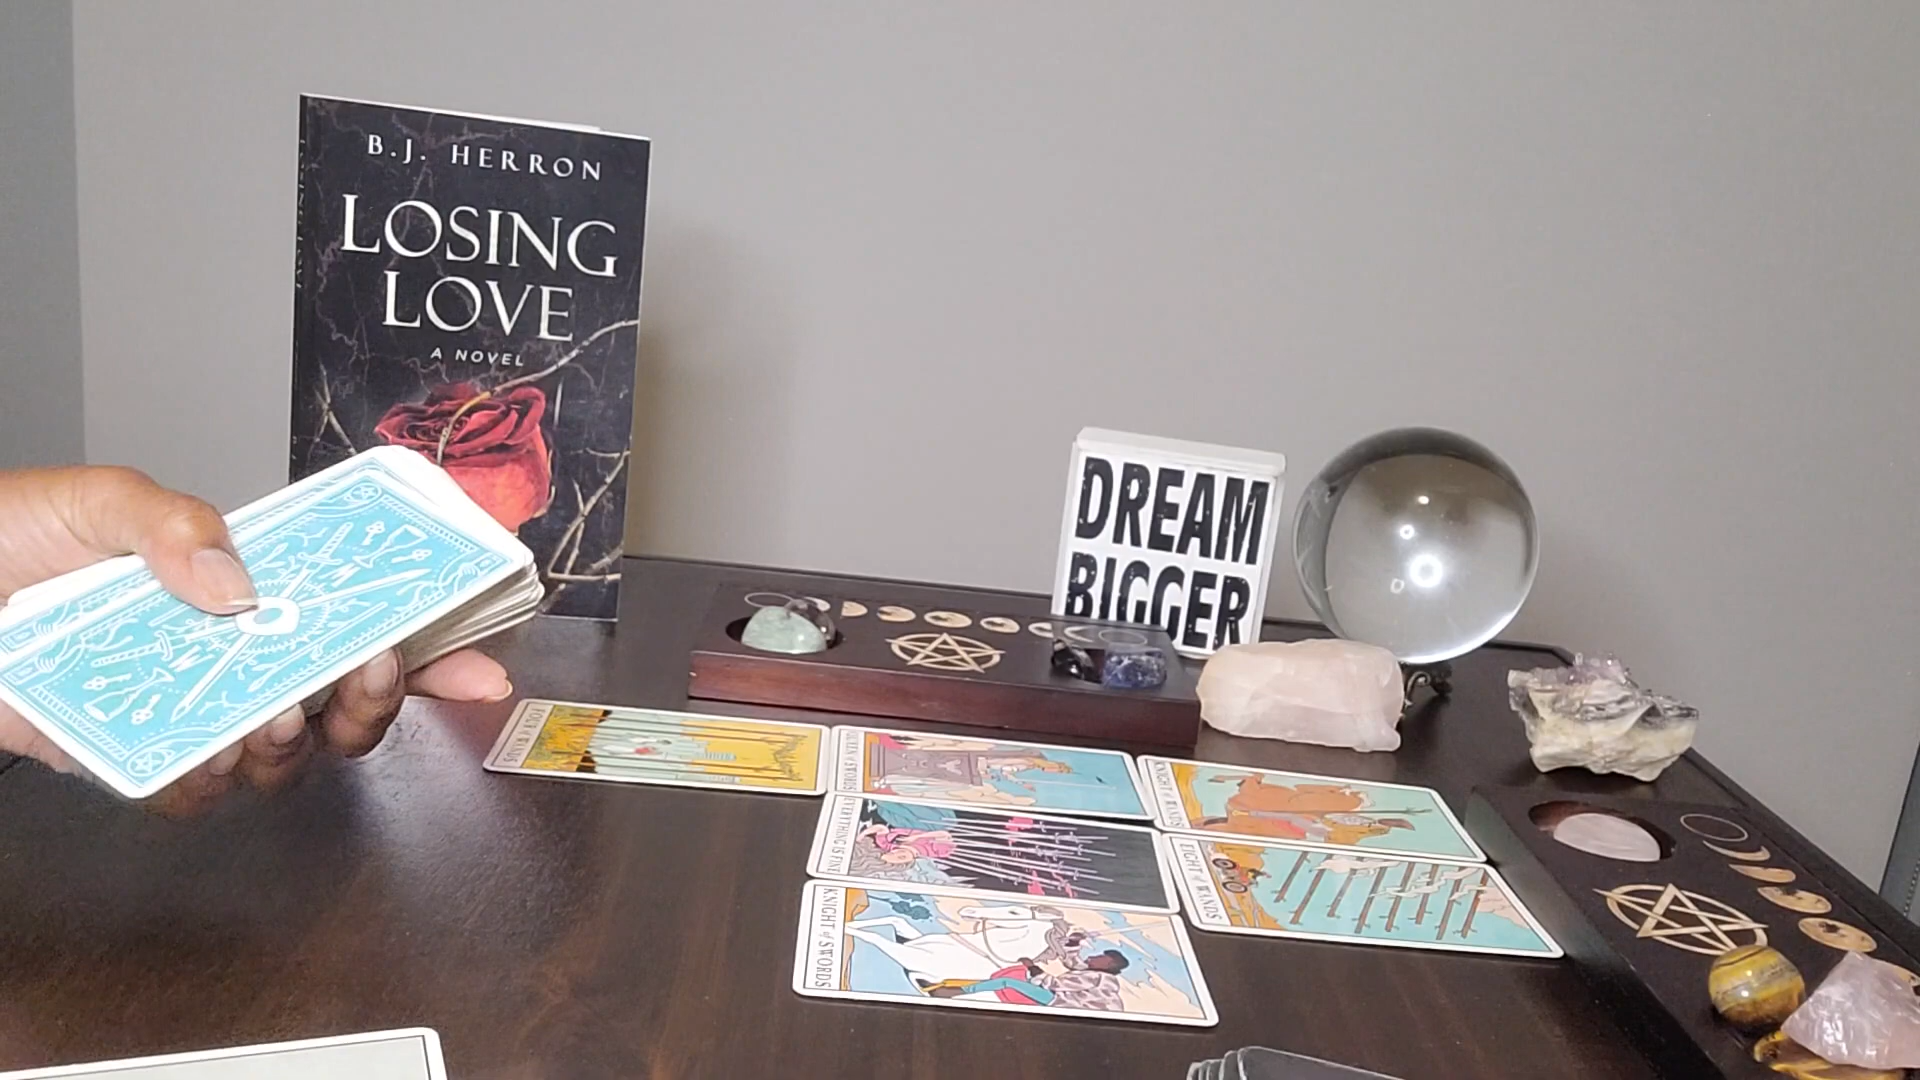 B.J. HERRON
LOSING
LOVE
A NOVEL
DREAM
BIGGER
FOUR of WANDS
QUEEN of SWORDS
KNIGHT of WANDS
EVERYTHING IS FINE
EIGHT of WANDS
KNIGHT of SWORDS